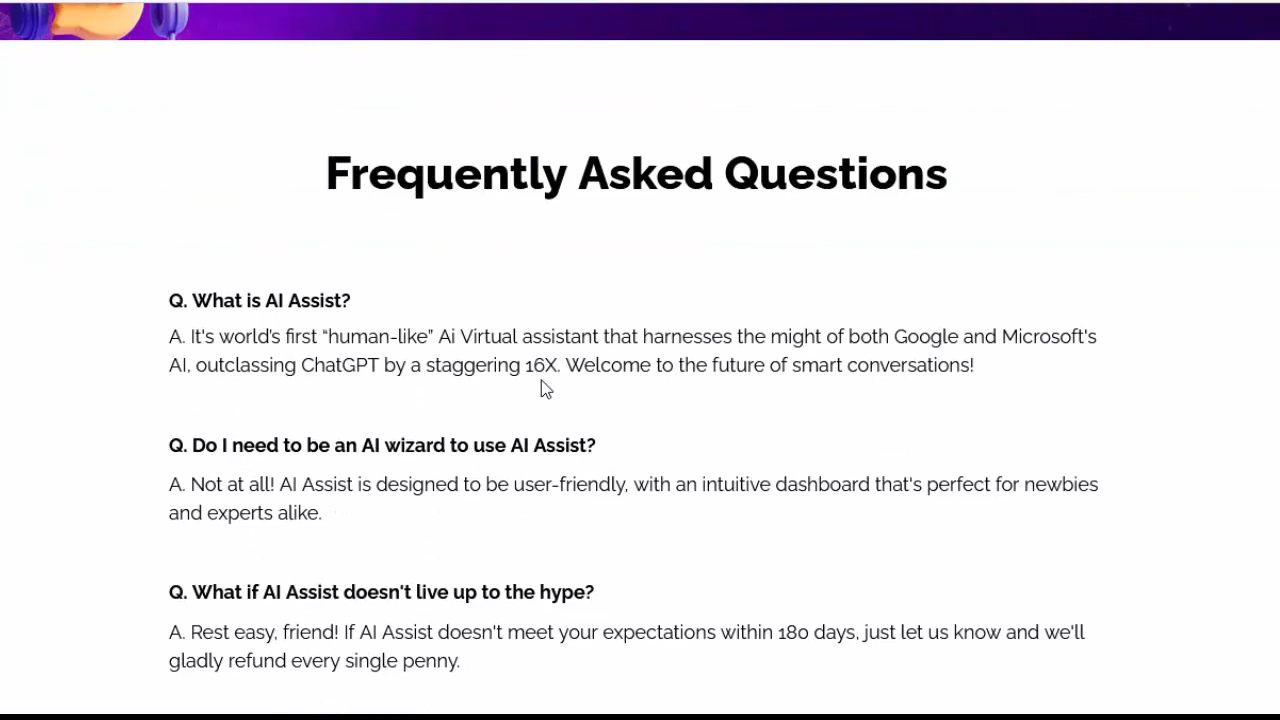 Frequently Asked Questions
Q. What is AI Assist?
A. It's world's first “human-like” Ai Virtual assistant that harnesses the might of both Google and Microsoft's
AI, outclassing ChatGPT by a staggering 16X. Welcome to the future of smart conversations!
Q. Do I need to be an AI wizard to use AI Assist?
A. Not at all! AI Assist is designed to be user-friendly, with an intuitive dashboard that's perfect for newbies
and experts alike.
Q. What if AI Assist doesn't live up to the hype?
A. Rest easy, friend! If AI Assist doesn't meet your expectations within 180 days, just let us know and we'll
gladly refund every single penny.